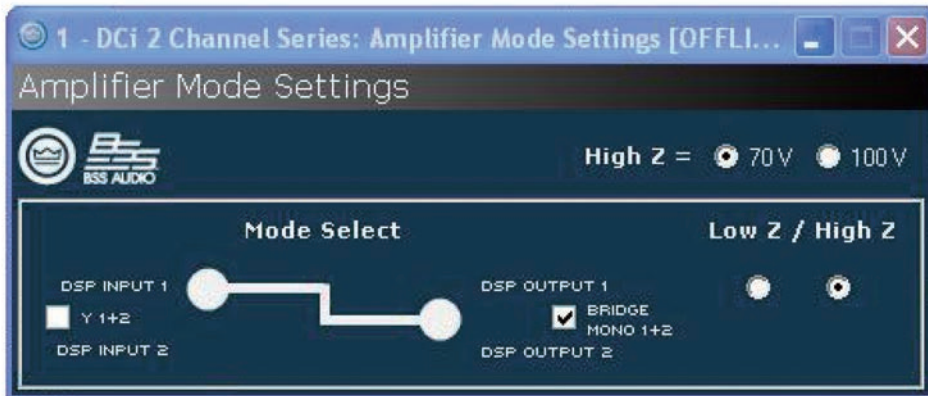 1 - DCi 2 Channel Series: Amplifier Mode Settings [OFFLI...
Amplifier Mode Settings
BSS AUDIO
High Z = 70V 100V
Mode Select
Low Z / High Z
DSP INPUT 1
Y 1+2
DSP INPUT 2
DSP OUTPUT 1
BRIDGE
MONO 1+2
DSP OUTPUT 2